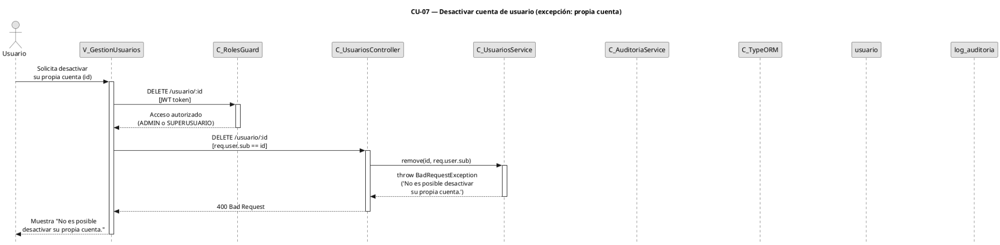 CU-07 — Desactivar cuenta de usuario (excepción: propia cuenta)
Usuario
V_GestionUsuarios
C_RolesGuard
C_UsuariosController
C_UsuariosService
C_AuditoriaService
C_TypeORM
usuario
log_auditoria
Solicita desactivar
su propia cuenta (id)
DELETE /usuario/:id
[JWT token]
Acceso autorizado
(ADMIN o SUPERUSUARIO)
DELETE /usuario/:id
[req.user.sub == id]
remove(id, req.user.sub)
throw BadRequestException
('No es posible desactivar
su propia cuenta.')
400 Bad Request
Muestra "No es posible
desactivar su propia cuenta."